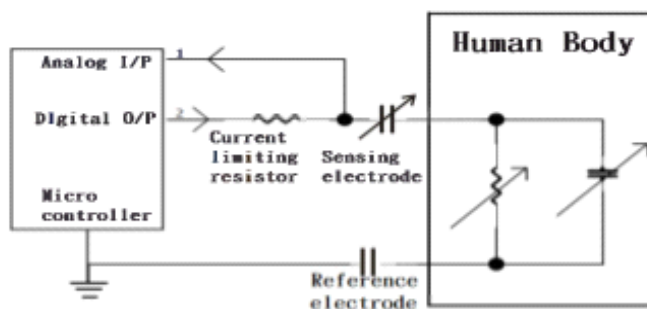 Human Body
Analog I/P
1
Digital O/P
2
Current
limiting
resistor
Sensing
electrode
Micro
controller
Reference
electrode